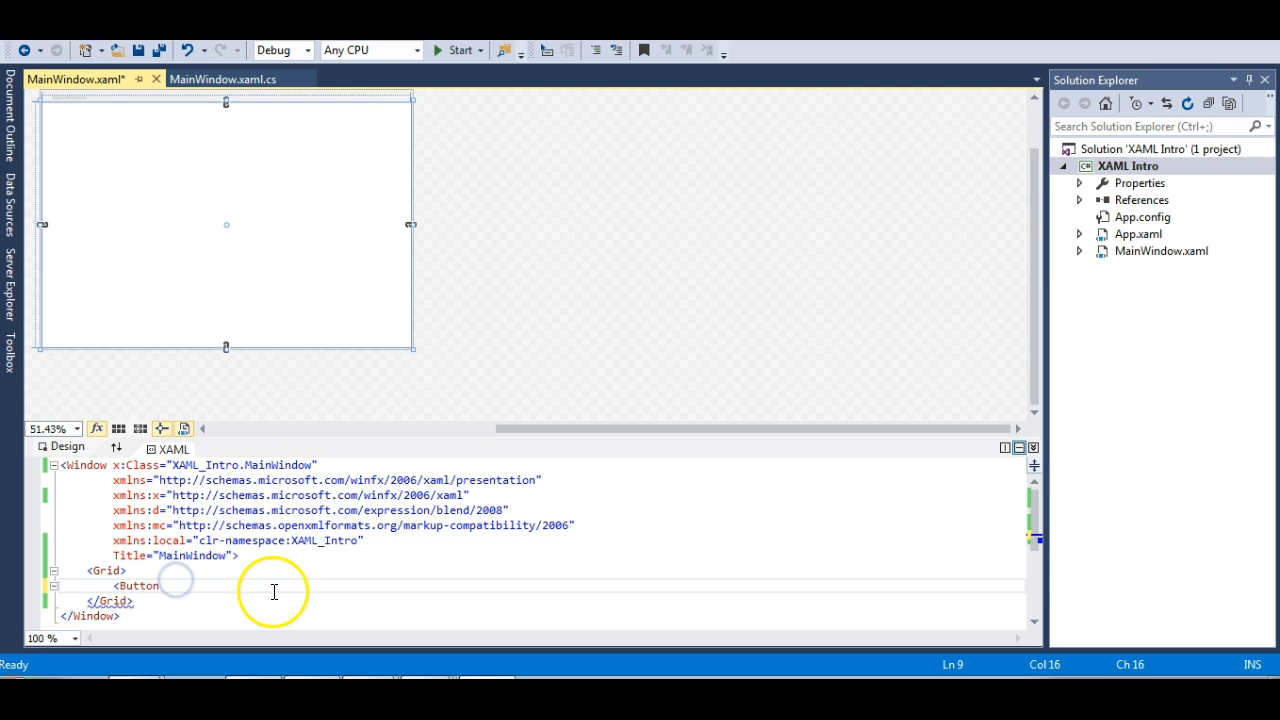 Debug
Any CPU
Start
MainWindow.xaml*
MainWindow.xaml.cs
Document Outline
Data Sources
Server Explorer
Toolbox
MainWindow
51.43%
fx
Design
XAML
<Window x:Class="XAML_Intro.MainWindow"
xmlns="http://schemas.microsoft.com/winfx/2006/xaml/presentation"
xmlns:x="http://schemas.microsoft.com/winfx/2006/xaml"
xmlns:d="http://schemas.microsoft.com/expression/blend/2008"
xmlns:mc="http://schemas.openxmlformats.org/markup-compatibility/2006"
xmlns:local="clr-namespace:XAML_Intro"
Title="MainWindow">
<Grid>
<Button
</Grid>
</Window>
100 %
Ready
Ln 9
Col 16
Ch 16
INS
Solution Explorer
Search Solution Explorer (Ctrl+;)
Solution 'XAML Intro' (1 project)
C# XAML Intro
Properties
References
App.config
App.xaml
MainWindow.xaml